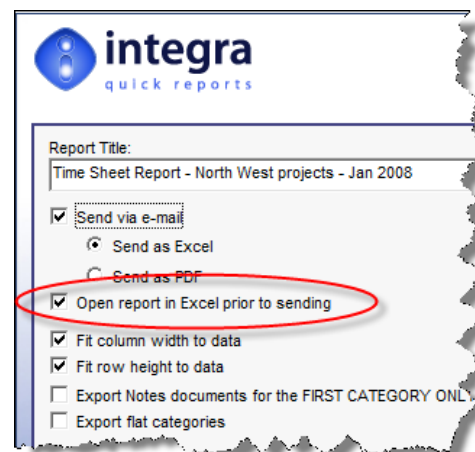 integra
quick reports
Report Title:
Time Sheet Report - North West projects - Jan 2008
Send via e-mail
Send as Excel
Send as PDF
Open report in Excel prior to sending
Fit column width to data
Fit row height to data
Export Notes documents for the FIRST CATEGORY ONL
Export flat categories